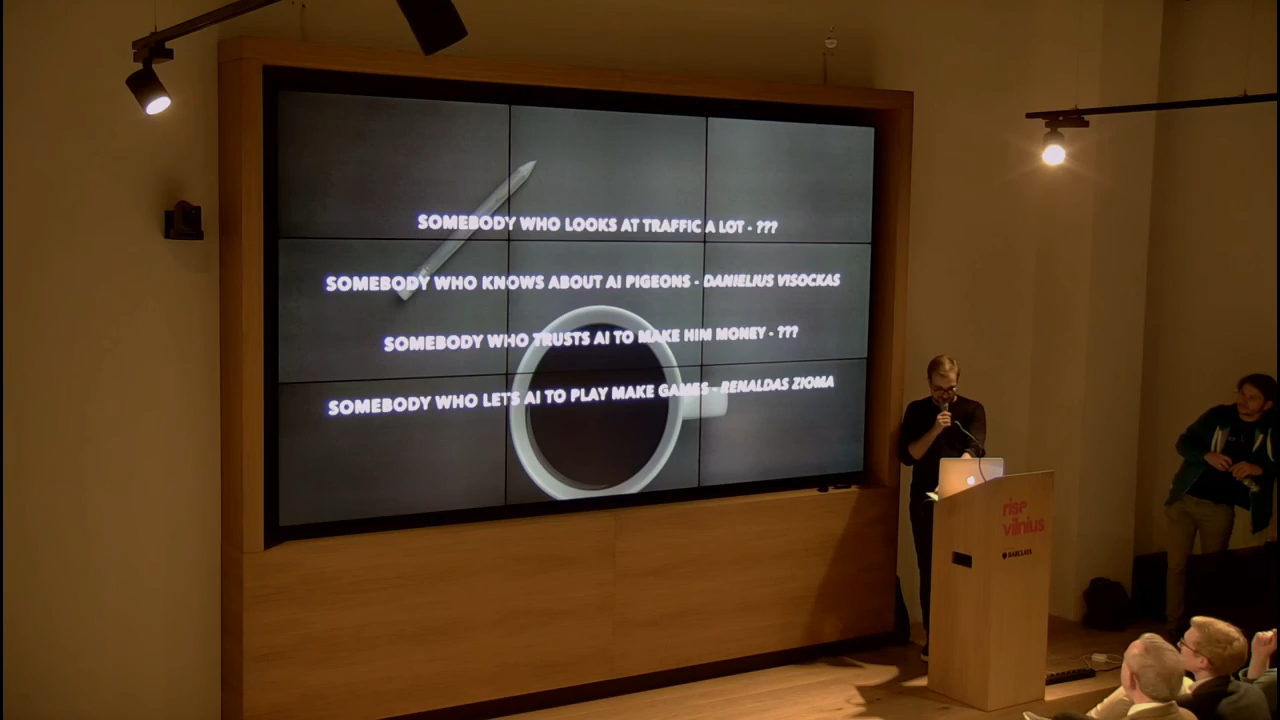 SOMEBODY WHO LOOKS AT TRAFFIC A LOT - ???
SOMEBODY WHO KNOWS ABOUT AI PIGEONS - DANIELIUS VISOCKAS
SOMEBODY WHO TRUSTS AI TO MAKE HIM MONEY - ???
SOMEBODY WHO LETS AI TO PLAY MAKE GAMES - RENALDAS ZIOMA
rise
vilnius
BARCLAYS